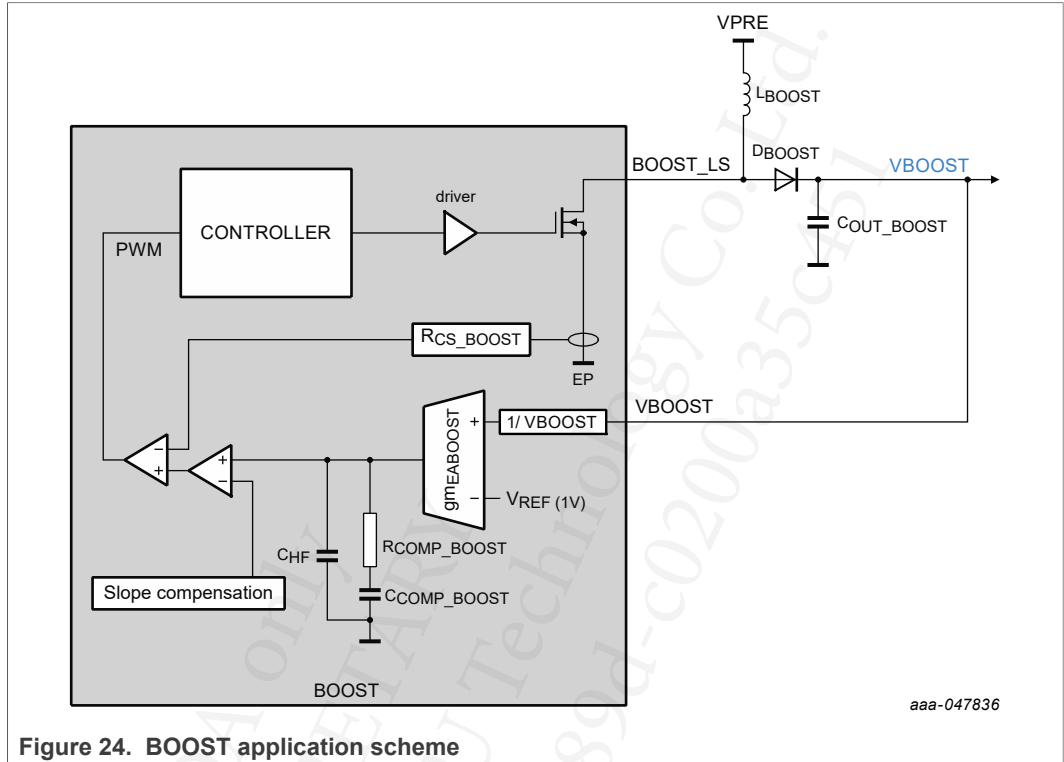 VPRE
LBOOST
DBOOST
BOOST_LS
VBOOST
driver
CONTROLLER
COUT_BOOST
PWM
RCS_BOOST
EP
VBOOST
+
1/ VBOOST
gmEABOOST
− VREF (1V)
−
+
+
−
CHF
RCOMP_BOOST
CCOMP_BOOST
Slope compensation
BOOST
aaa-047836
Figure 24. BOOST application scheme